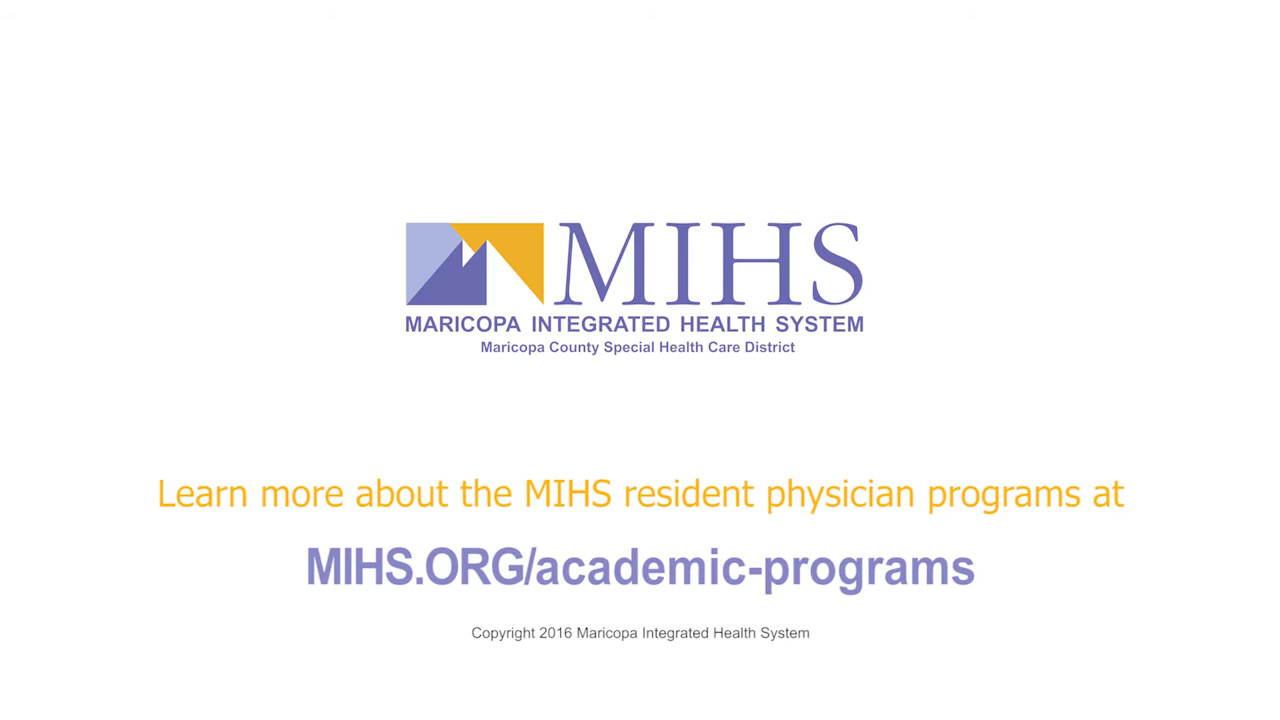 MIHS
MARICOPA INTEGRATED HEALTH SYSTEM
Maricopa County Special Health Care District
Learn more about the MIHS resident physician programs at
MIHS.ORG/academic-programs
Copyright 2016 Maricopa Integrated Health System